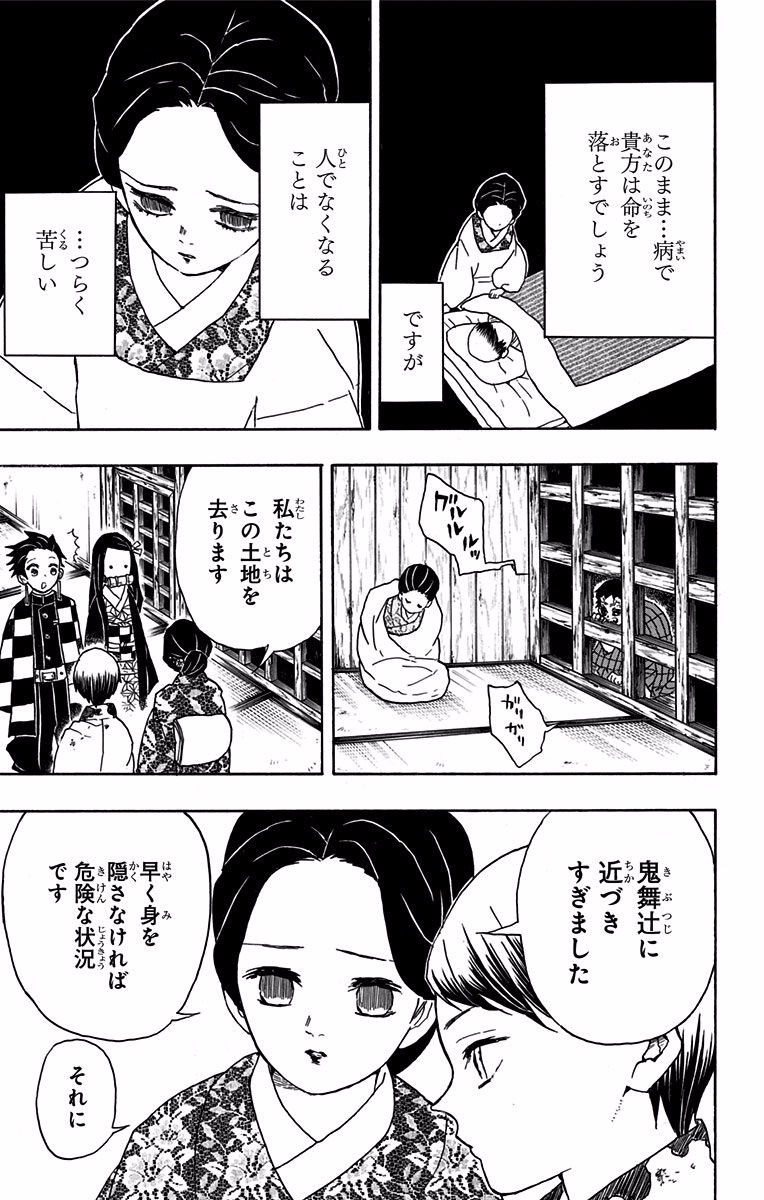 このまま…病で
貴方は命を
落とすでしょう
ですが
人でなくなる
ことは
…つらく
苦しい
グルルルッ
ガリガリ
私たちは
この土地を
去ります
鬼舞辻に
近づき
すぎました
早く身を
隠さなければ
危険な状況
です
それに